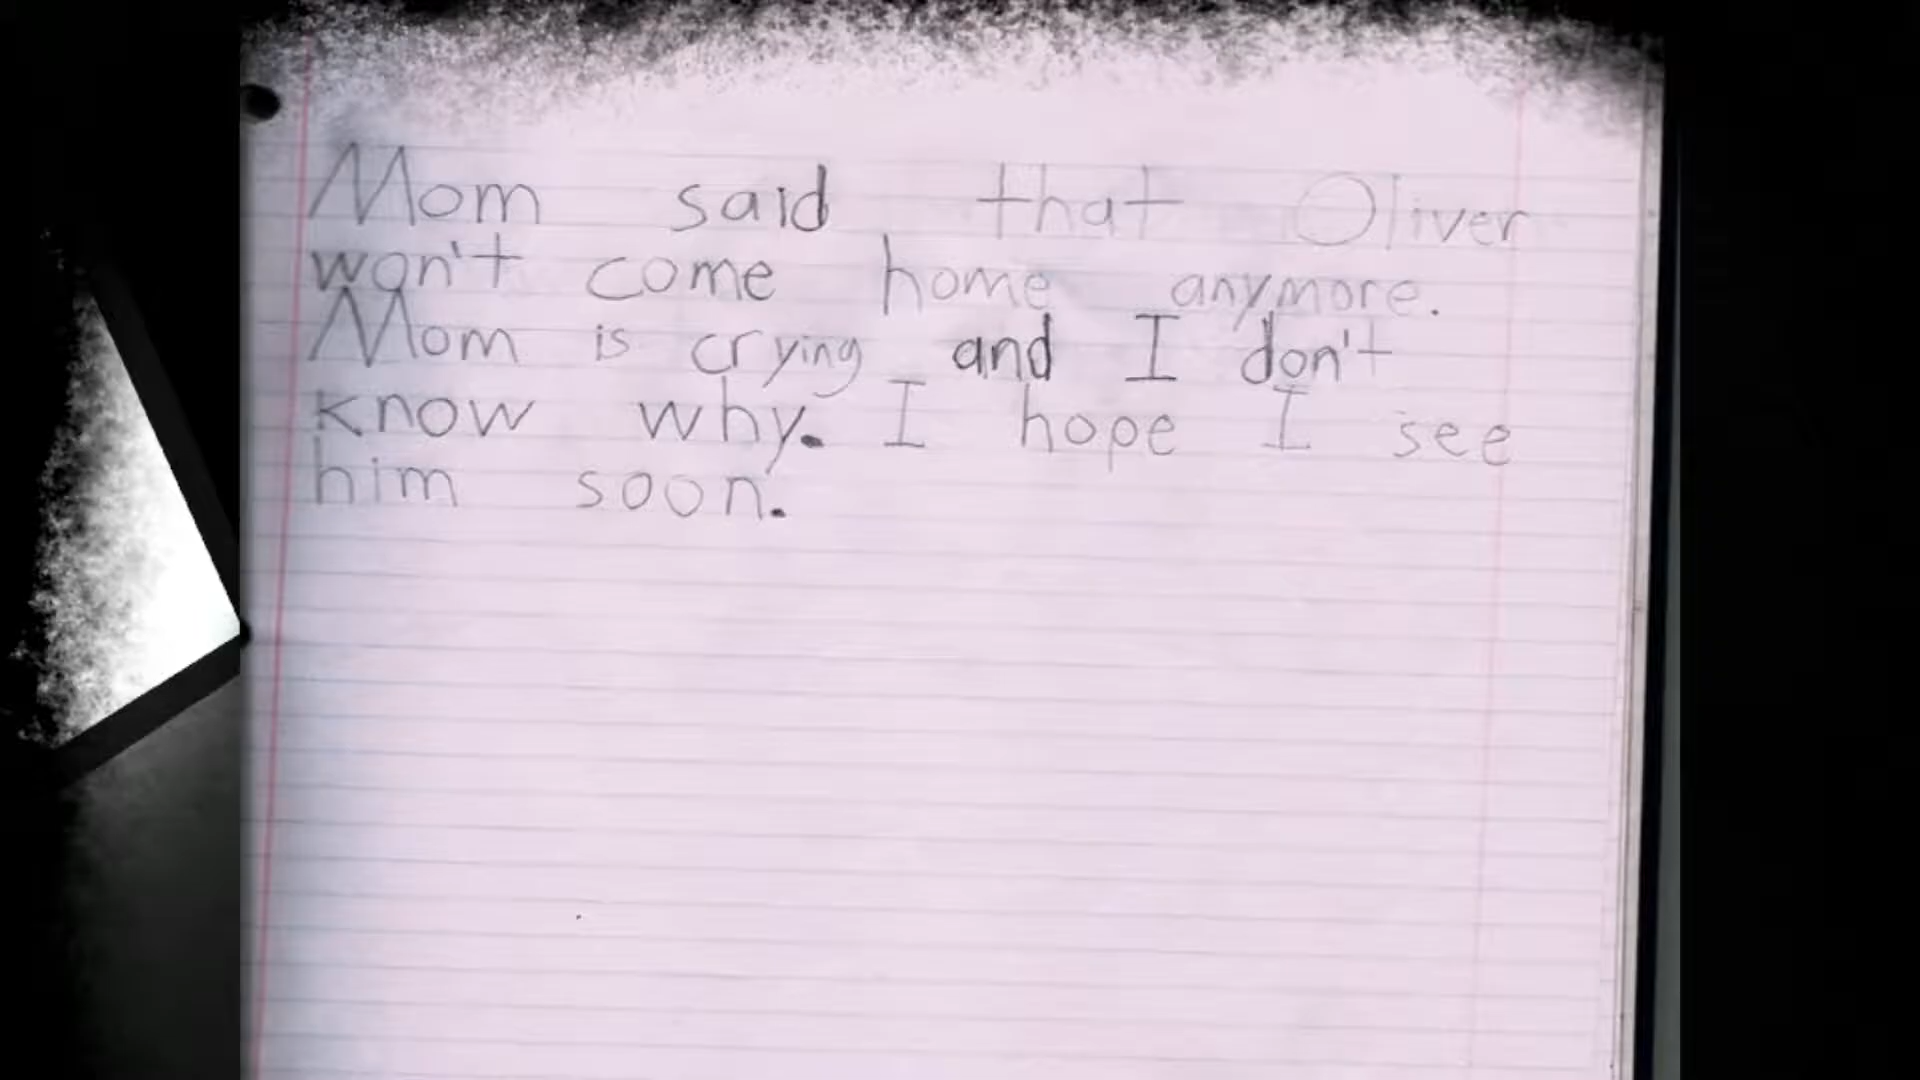 Mom said that Oliver
won't come home anymore.
Mom is crying and I don't
know why. I hope I see
him soon.